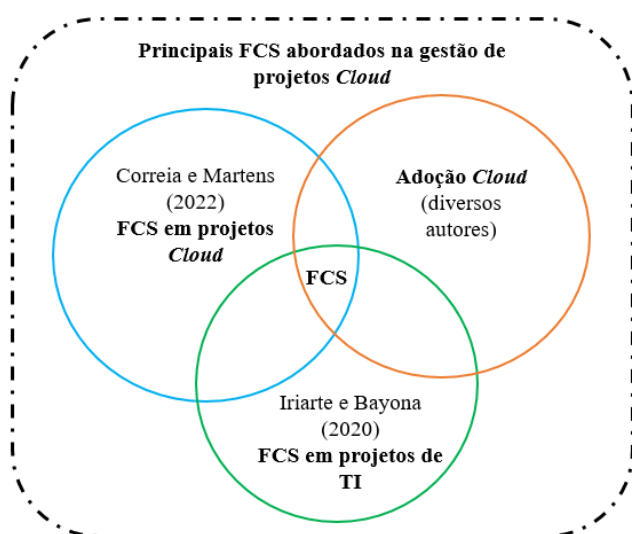 Principais FCS abordados na gestão de
projetos Cloud
Correia e Martens
(2022)
FCS em projetos
Cloud
Adoção Cloud
(diversos
autores)
FCS
Iriarte e Bayona
(2020)
FCS em projetos de
TI